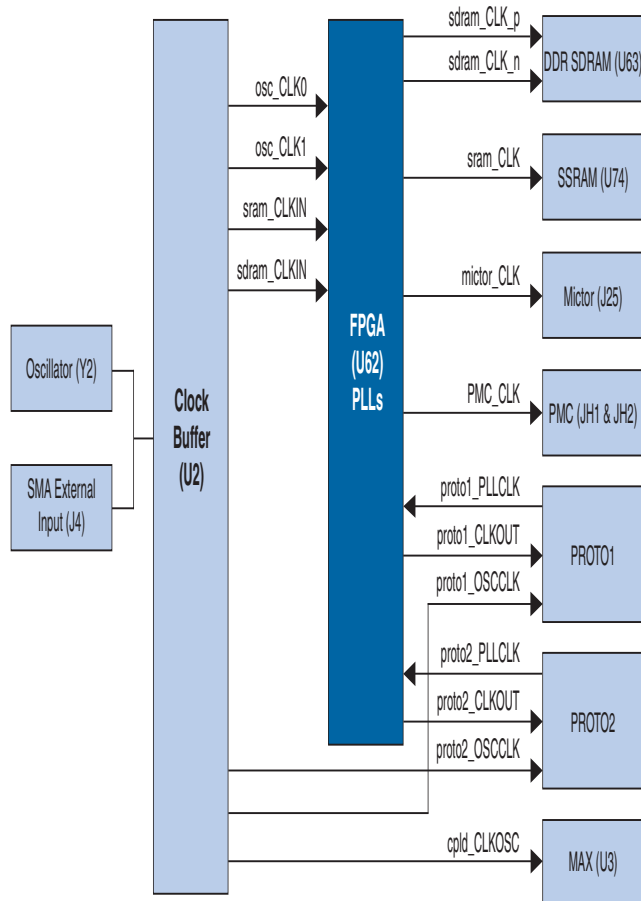 sdram_CLK_p
DDR SDRAM (U63)
sdram_CLK_n
osc_CLK0
osc_CLK1
sram_CLK
SSRAM (U74)
sram_CLKIN
sdram_CLKIN
mictor_CLK
Mictor (J25)
FPGA
(U62)
PLLs
Oscillator (Y2)
Clock
Buffer
(U2)
PMC_CLK
PMC (JH1 & JH2)
SMA External
Input (J4)
proto1_PLLCLK
proto1_CLKOUT
PROTO1
proto1_OSCCLK
proto2_PLLCLK
proto2_CLKOUT
PROTO2
proto2_OSCCLK
cpld_CLKOSC
MAX (U3)